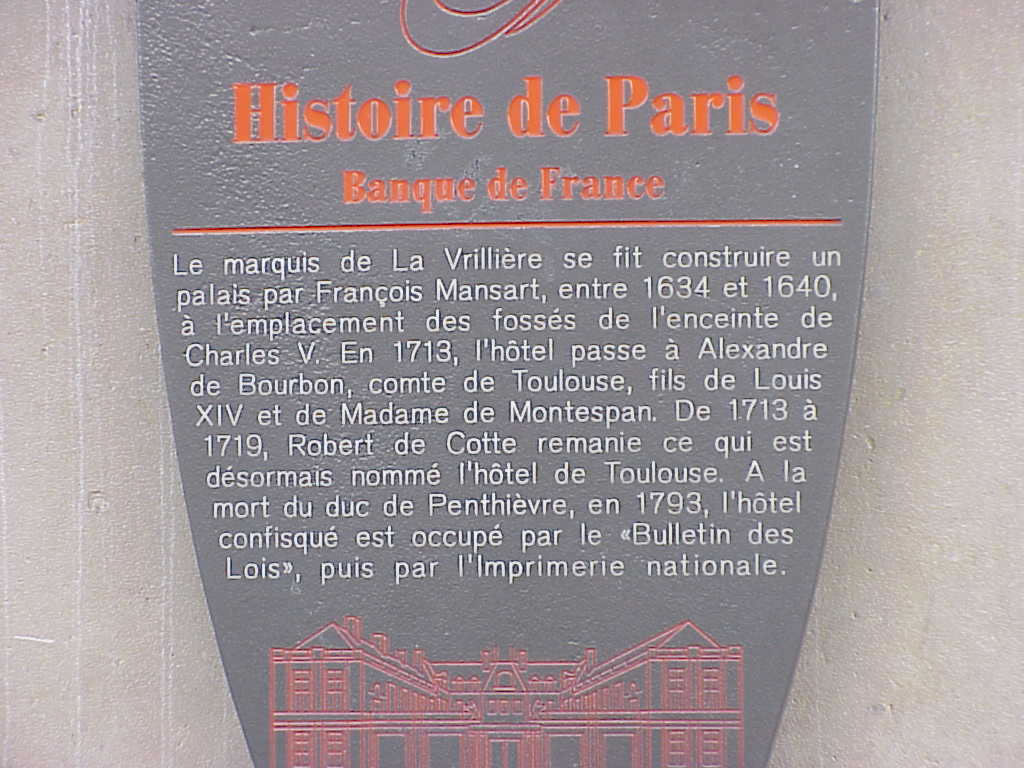 Histoire de Paris
Banque de France
Le marquis de La Vrillière se fit construire un
palais par François Mansart, entre 1634 et 1640,
à l'emplacement des fossés de l'enceinte de
Charles V. En 1713, l'hôtel passe à Alexandre
de Bourbon, comte de Toulouse, fils de Louis
XIV et de Madame de Montespan. De 1713 à
1719, Robert de Cotte remanie ce qui est
désormais nommé l'hôtel de Toulouse. A la
mort du duc de Penthièvre, en 1793, l'hôtel
confisqué est occupé par le «Bulletin des
Lois», puis par l'Imprimerie nationale.